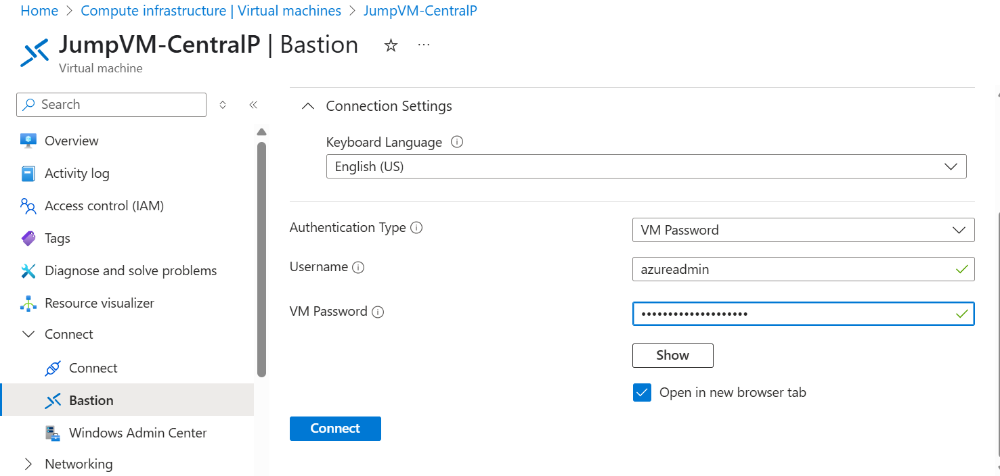 Home > Compute infrastructure | Virtual machines > JumpVM-CentralP
JumpVM-CentralP | Bastion ☆ ...
Virtual machine
Search
Overview
Activity log
Access control (IAM)
Tags
Diagnose and solve problems
Resource visualizer
Connect
Connect
Bastion
Windows Admin Center
Networking
Connection Settings
Keyboard Language
English (US)
Authentication Type
VM Password
Username
azureadmin
VM Password
••••••••••••••••••••
Show
Open in new browser tab
Connect